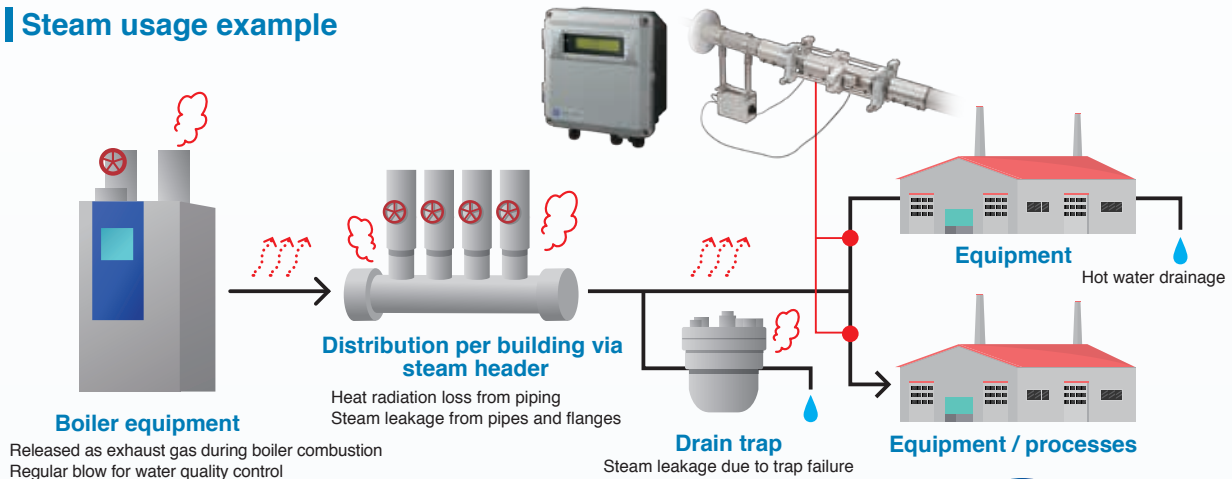 Steam usage example
Equipment
Hot water drainage
Distribution per building via
steam header
Heat radiation loss from piping
Steam leakage from pipes and flanges
Boiler equipment
Released as exhaust gas during boiler combustion
Regular blow for water quality control
Drain trap
Steam leakage due to trap failure
Equipment / processes